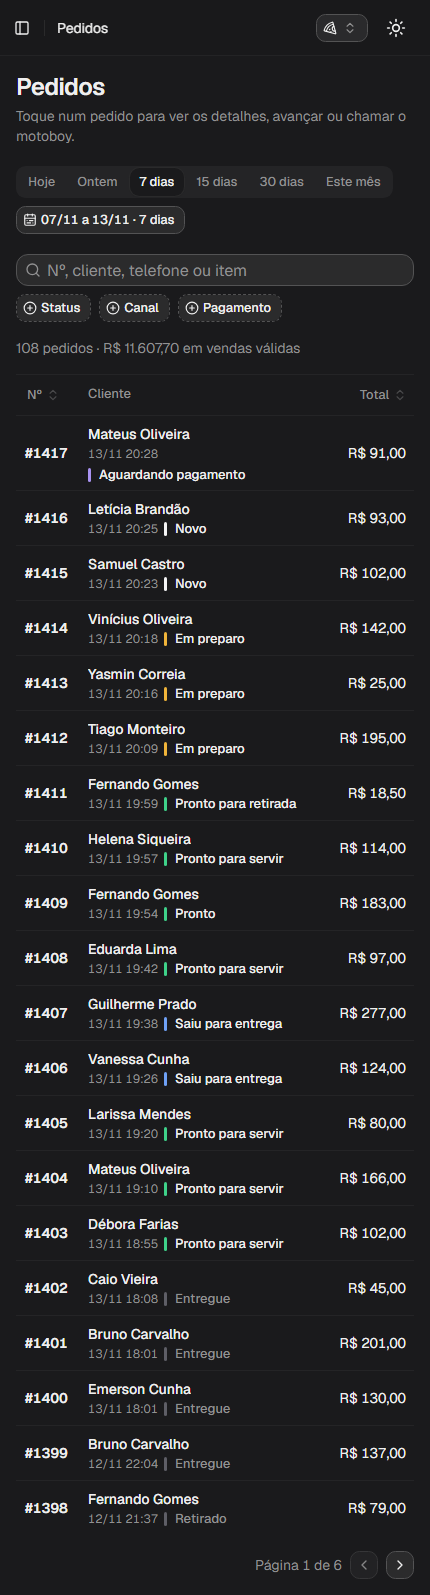 Pedidos
Pedidos
Toque num pedido para ver os detalhes, avançar ou chamar o
motoboy.
Hoje Ontem 7 dias 15 dias 30 dias Este mês
07/11 a 13/11 · 7 dias
Nº, cliente, telefone ou item
Status Canal Pagamento
108 pedidos · R$ 11.607,70 em vendas válidas
Nº Cliente Total
Mateus Oliveira
#1417 13/11 20:28 R$ 91,00
Aguardando pagamento
Letícia Brandão
#1416 13/11 20:25 Novo R$ 93,00
Samuel Castro
#1415 13/11 20:23 Novo R$ 102,00
Vinícius Oliveira
#1414 13/11 20:18 Em preparo R$ 142,00
Yasmin Correia
#1413 13/11 20:16 Em preparo R$ 25,00
Tiago Monteiro
#1412 13/11 20:09 Em preparo R$ 195,00
Fernando Gomes
#1411 13/11 19:59 Pronto para retirada R$ 18,50
Helena Siqueira
#1410 13/11 19:57 Pronto para servir R$ 114,00
Fernando Gomes
#1409 13/11 19:54 Pronto R$ 183,00
Eduarda Lima
#1408 13/11 19:42 Pronto para servir R$ 97,00
Guilherme Prado
#1407 13/11 19:38 Saiu para entrega R$ 277,00
Vanessa Cunha
#1406 13/11 19:26 Saiu para entrega R$ 124,00
Larissa Mendes
#1405 13/11 19:20 Pronto para servir R$ 80,00
Mateus Oliveira
#1404 13/11 19:10 Pronto para servir R$ 166,00
Débora Farias
#1403 13/11 18:55 Pronto para servir R$ 102,00
Caio Vieira
#1402 13/11 18:08 Entregue R$ 45,00
Bruno Carvalho
#1401 13/11 18:01 Entregue R$ 201,00
Emerson Cunha
#1400 13/11 18:01 Entregue R$ 130,00
Bruno Carvalho
#1399 12/11 22:04 Entregue R$ 137,00
Fernando Gomes
#1398 12/11 21:37 Retirado R$ 79,00
Página 1 de 6